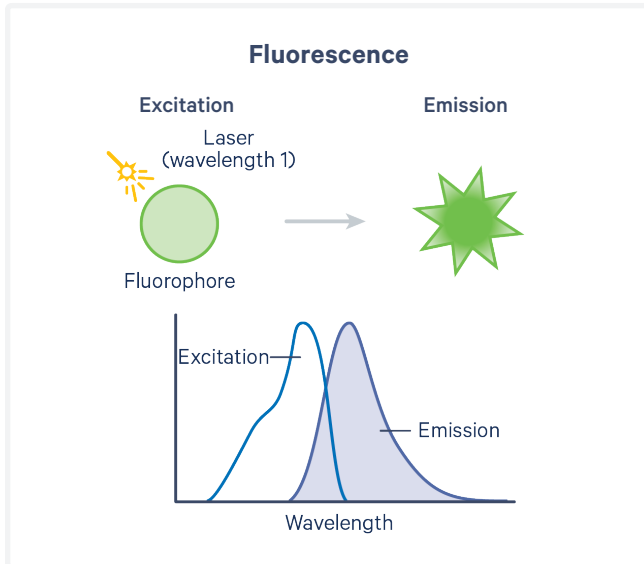 Fluorescence
Excitation
Emission
Laser
(wavelength 1)
Fluorophore
Excitation
Emission
Wavelength